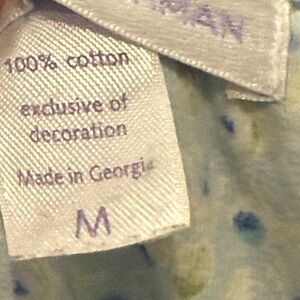 100% cotton
exclusive of
decoration
Made in Georgia
M